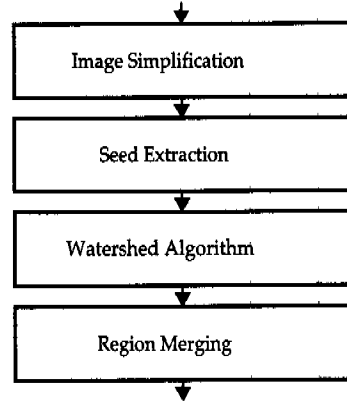 Image Simplification
Seed Extraction
Watershed Algorithm
Region Merging